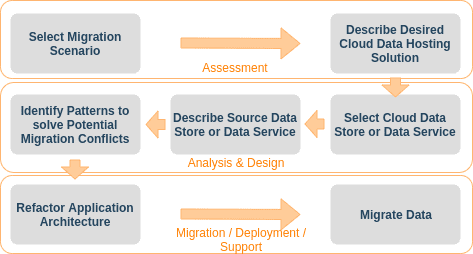 Select Migration
Scenario
Describe Desired
Cloud Data Hosting
Solution
Assessment
Select Cloud Data
Store or Data Service
Describe Source Data
Store or Data Service
Identify Patterns to
solve Potential
Migration Conflicts
Analysis & Design
Refactor Application
Architecture
Migrate Data
Migration / Deployment /
Support